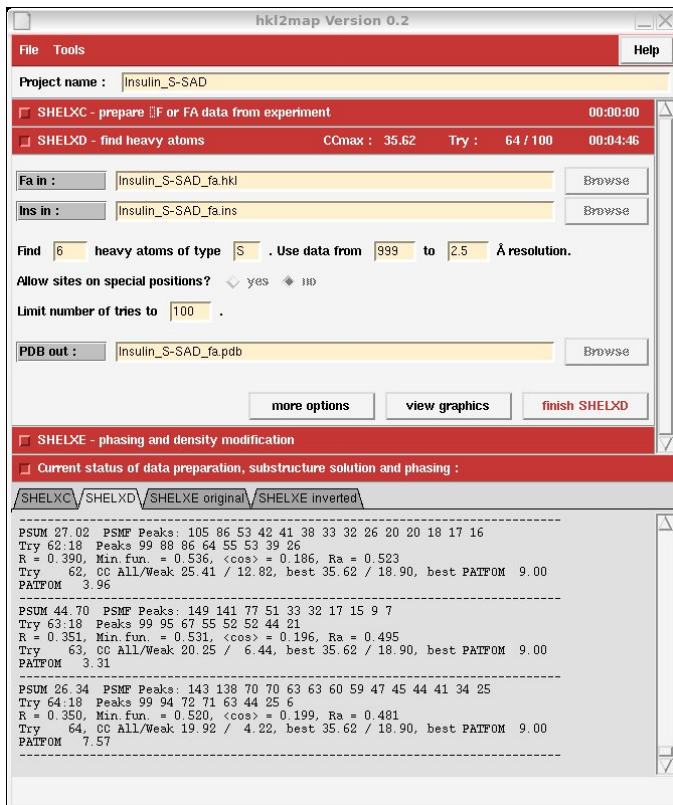 hkl2map Version 0.2
File Tools Help
Project name : Insulin_S-SAD
SHELXC - prepare F or FA data from experiment 00:00:00
SHELXD - find heavy atoms CCmax : 35.62 Try : 64 / 100 00:04:46
Fa in : Insulin_S-SAD_fa.hkl Browse
Ins in : Insulin_S-SAD_fa.ins Browse
Find 6 heavy atoms of type S . Use data from 999 to 2.5 Å resolution.
Allow sites on special positions? yes no
Limit number of tries to 100 .
PDB out : Insulin_S-SAD_fa.pdb Browse
more options view graphics finish SHELXD
SHELXE - phasing and density modification
Current status of data preparation, substructure solution and phasing :
SHELXC SHELXD SHELXE original SHELXE inverted
PSUM 27.02 PSMF Peaks: 105 86 53 42 41 38 33 32 26 20 20 18 17 16
Try 62:18 Peaks 99 88 86 64 55 53 39 26
R = 0.390, Min.fun. = 0.536, <cos> = 0.186, Ra = 0.523
Try 62, CC All/Weak 25.41 / 12.82, best 35.62 / 18.90, best PATFOM 9.00
PATFOM 3.96
PSUM 44.70 PSMF Peaks: 149 141 77 51 33 32 17 15 9 7
Try 63:18 Peaks 99 95 67 55 52 52 44 21
R = 0.351, Min.fun. = 0.531, <cos> = 0.196, Ra = 0.495
Try 63, CC All/Weak 20.25 / 6.44, best 35.62 / 18.90, best PATFOM 9.00
PATFOM 3.31
PSUM 26.34 PSMF Peaks: 143 138 70 70 63 63 60 59 47 45 44 41 34 25
Try 64:18 Peaks 99 94 72 71 63 44 25 6
R = 0.350, Min.fun. = 0.520, <cos> = 0.199, Ra = 0.481
Try 64, CC All/Weak 19.92 / 4.22, best 35.62 / 18.90, best PATFOM 9.00
PATFOM 7.57